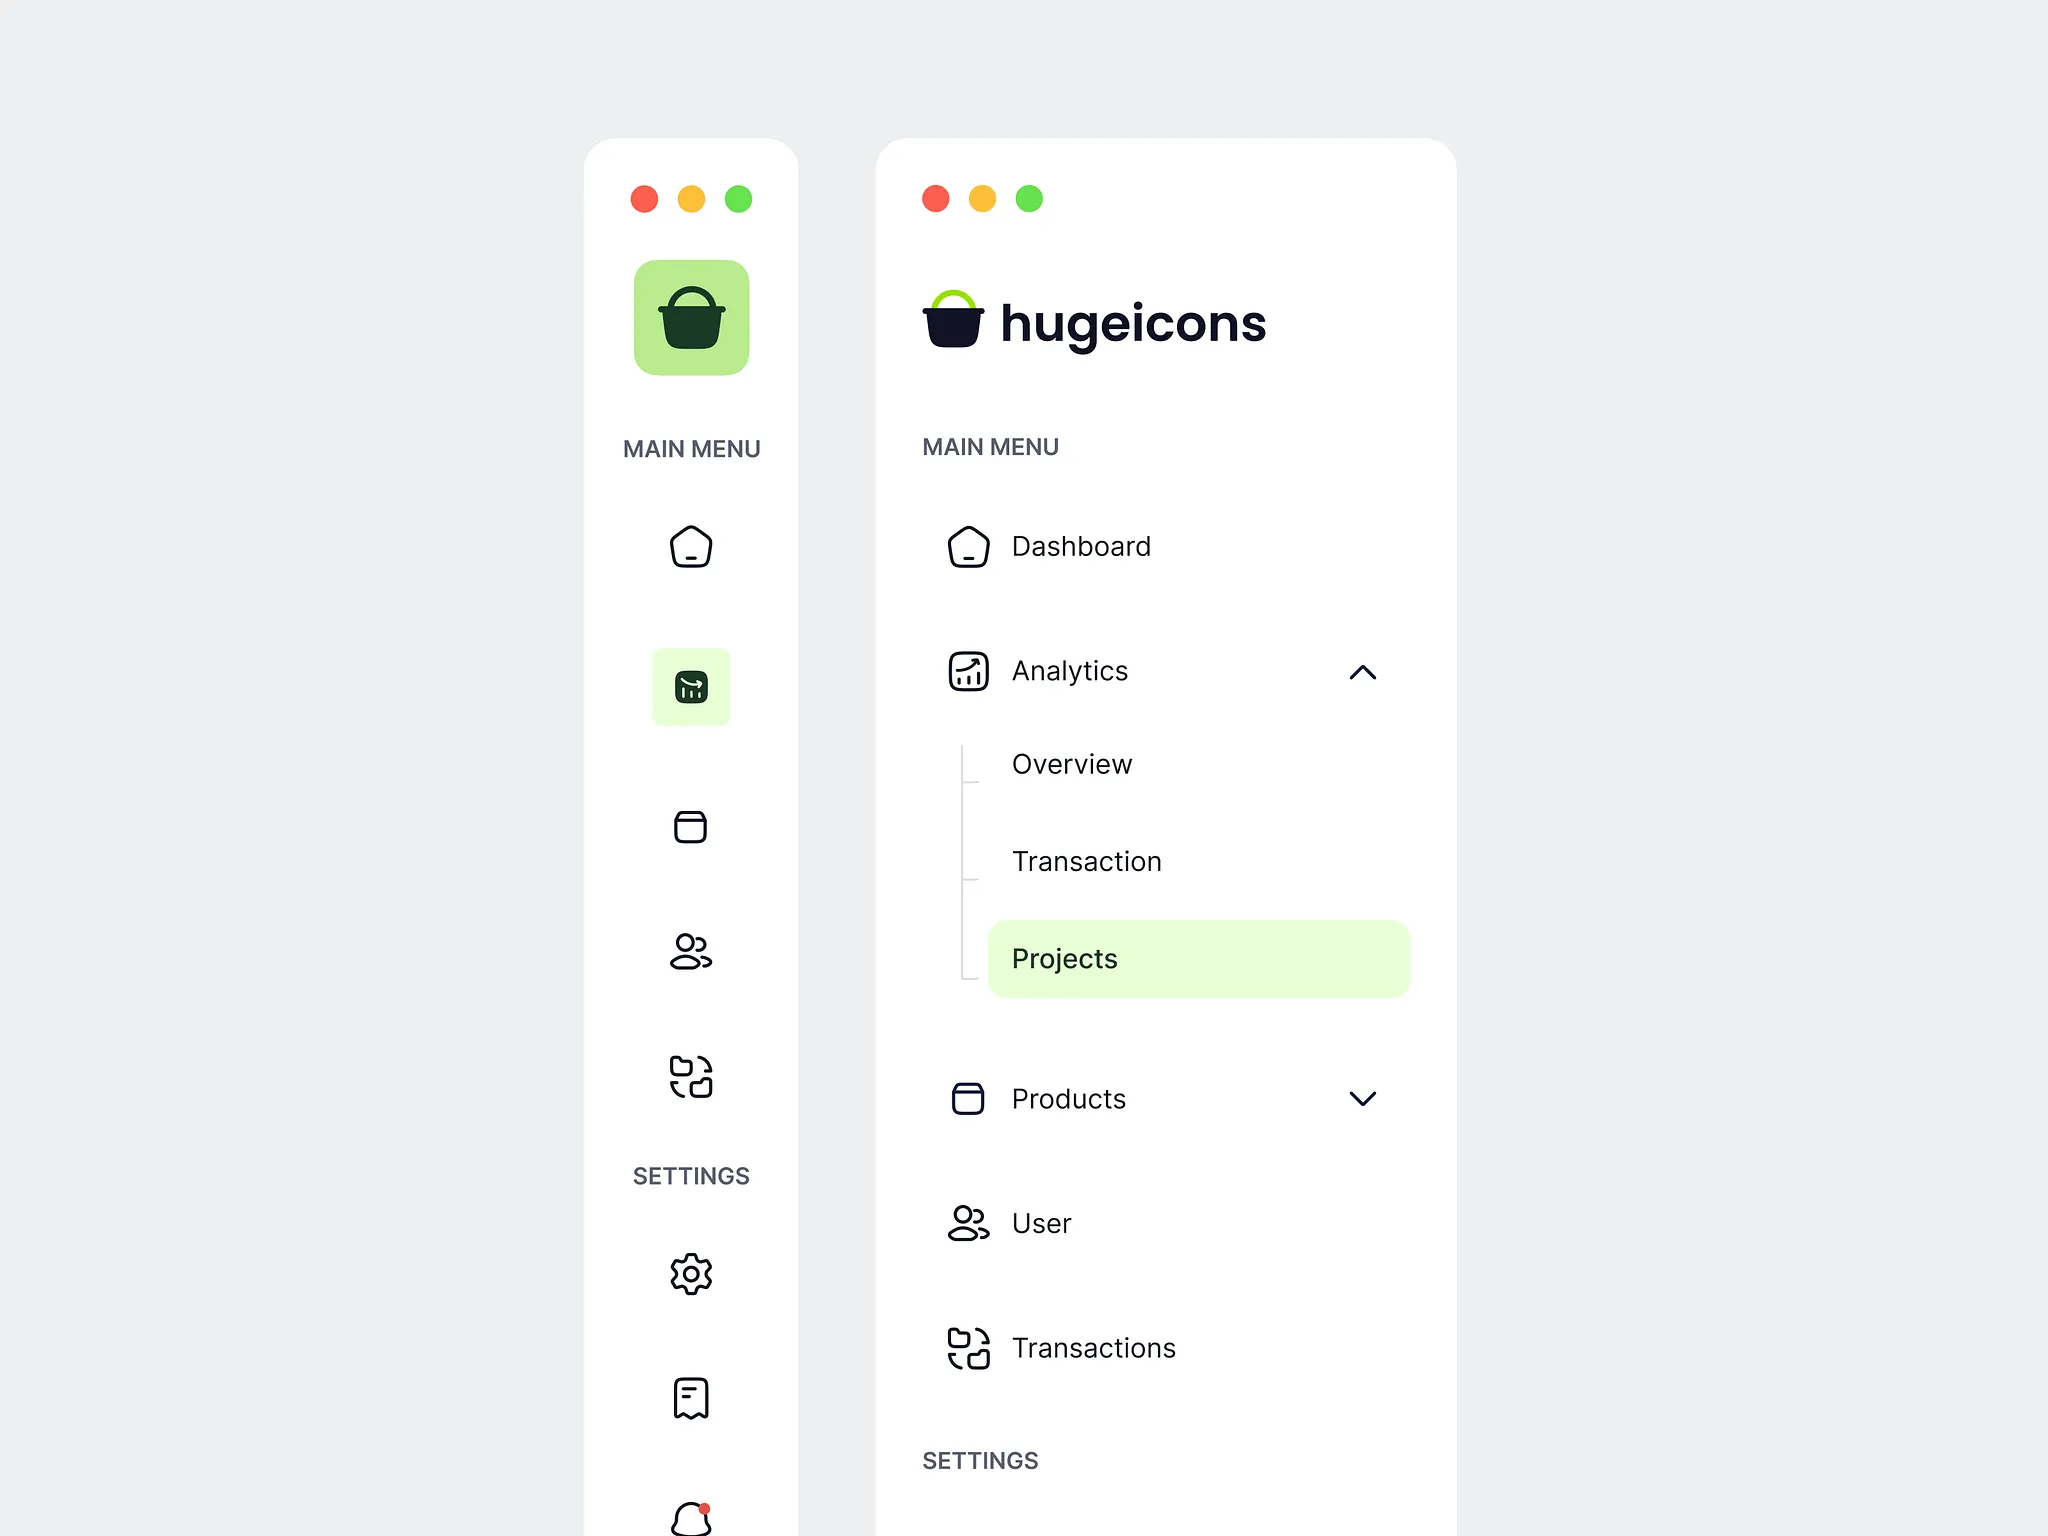 MAIN MENU
SETTINGS
hugeicons
MAIN MENU
Dashboard
Analytics
Overview
Transaction
Projects
Products
User
Transactions
SETTINGS